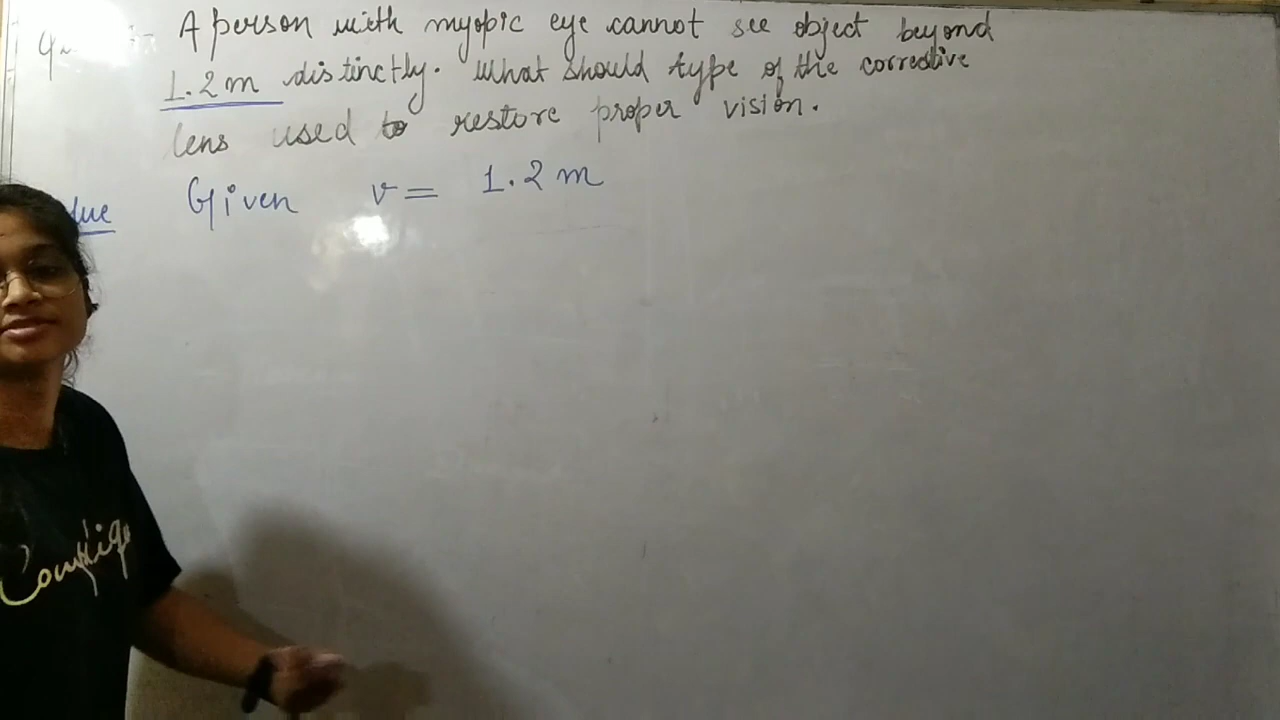 A person with myopic eye cannot see object beyond
1.2m distinctly. What should type of the corrective
lens used to restore proper vision.
Given v = 1.2 m